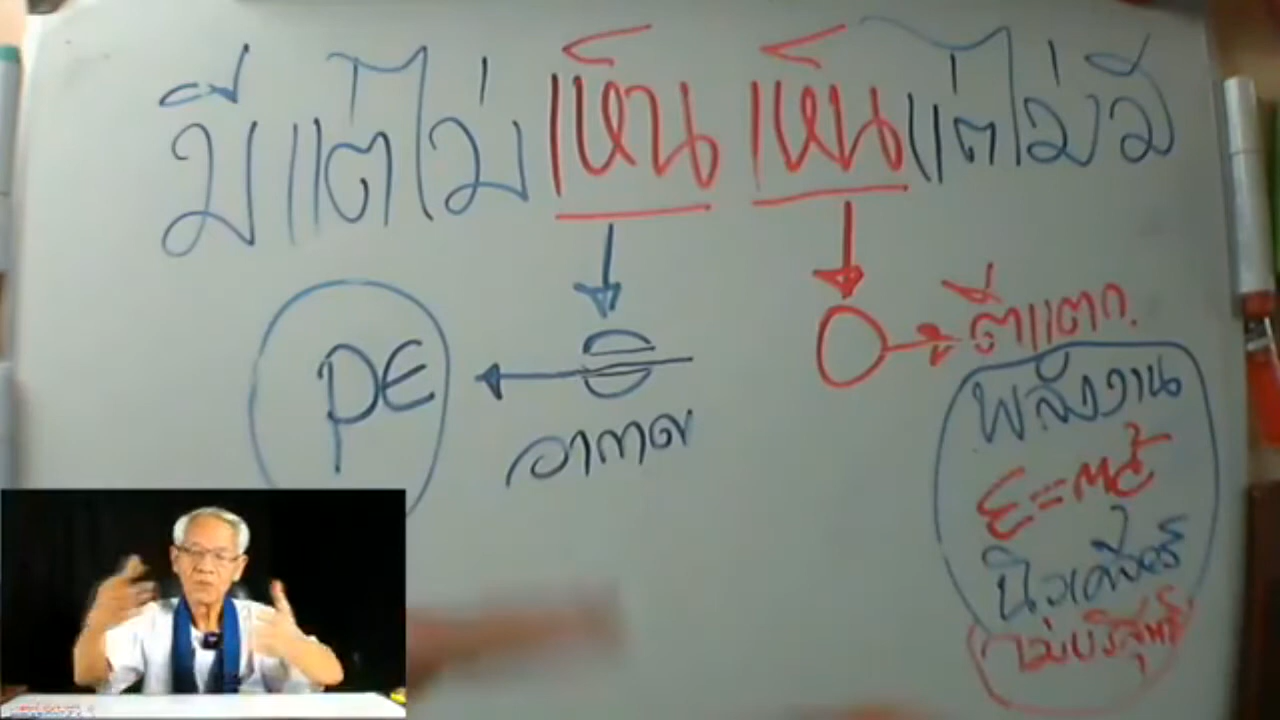 มีแต่ไม่เห็น เห็นแต่ไม่มี
PE
อากาศ
ตีแตก.
พลังงาน
E=mc²
นิวเคลียร์
ไม่บริสุทธิ์